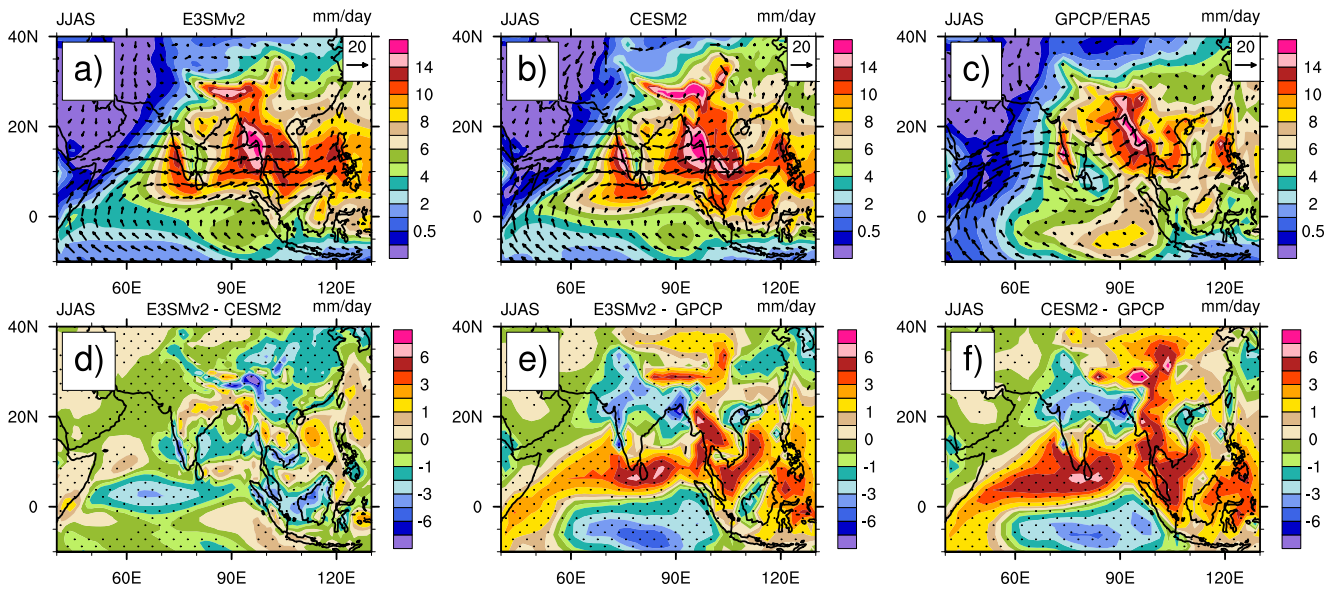 JJAS E3SMv2 mm/day
40N
20N
0
60E 90E 120E
a)
20
14
10
8
6
4
2
0.5
JJAS CESM2 mm/day
40N
20N
0
60E 90E 120E
b)
20
14
10
8
6
4
2
0.5
JJAS GPCP/ERA5 mm/day
40N
20N
0
60E 90E 120E
c)
20
14
10
8
6
4
2
0.5
JJAS E3SMv2 - CESM2 mm/day
40N
20N
0
60E 90E 120E
d)
6
3
1
0
-1
-3
-6
JJAS E3SMv2 - GPCP mm/day
40N
20N
0
60E 90E 120E
e)
6
3
1
0
-1
-3
-6
JJAS CESM2 - GPCP mm/day
40N
20N
0
60E 90E 120E
f)
6
3
1
0
-1
-3
-6